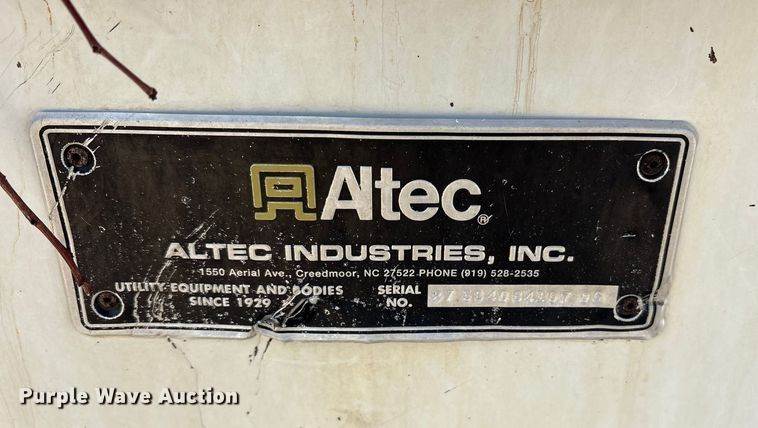 Altec®
ALTEC INDUSTRIES, INC.
1550 Aerial Ave., Creedmoor, NC 27522 PHONE (919) 528-2535
UTILITY EQUIPMENT AND BODIES
SINCE 1929
SERIAL
NO.
Purple Wave Auction